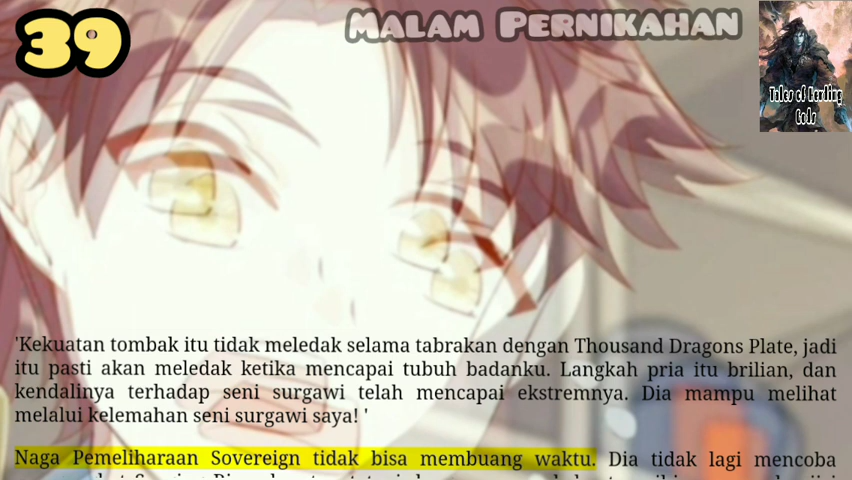 39
MALAM PERNIKAHAN
Tales of Herding
Gods
'Kekuatan tombak itu tidak meledak selama tabrakan dengan Thousand Dragons Plate, jadi
itu pasti akan meledak ketika mencapai tubuh badanku. Langkah pria itu brilian, dan
kendalinya terhadap seni surgawi telah mencapai ekstremnya. Dia mampu melihat
melalui kelemahan seni surgawi saya! '
Naga Pemeliharaan Sovereign tidak bisa membuang waktu. Dia tidak lagi mencoba